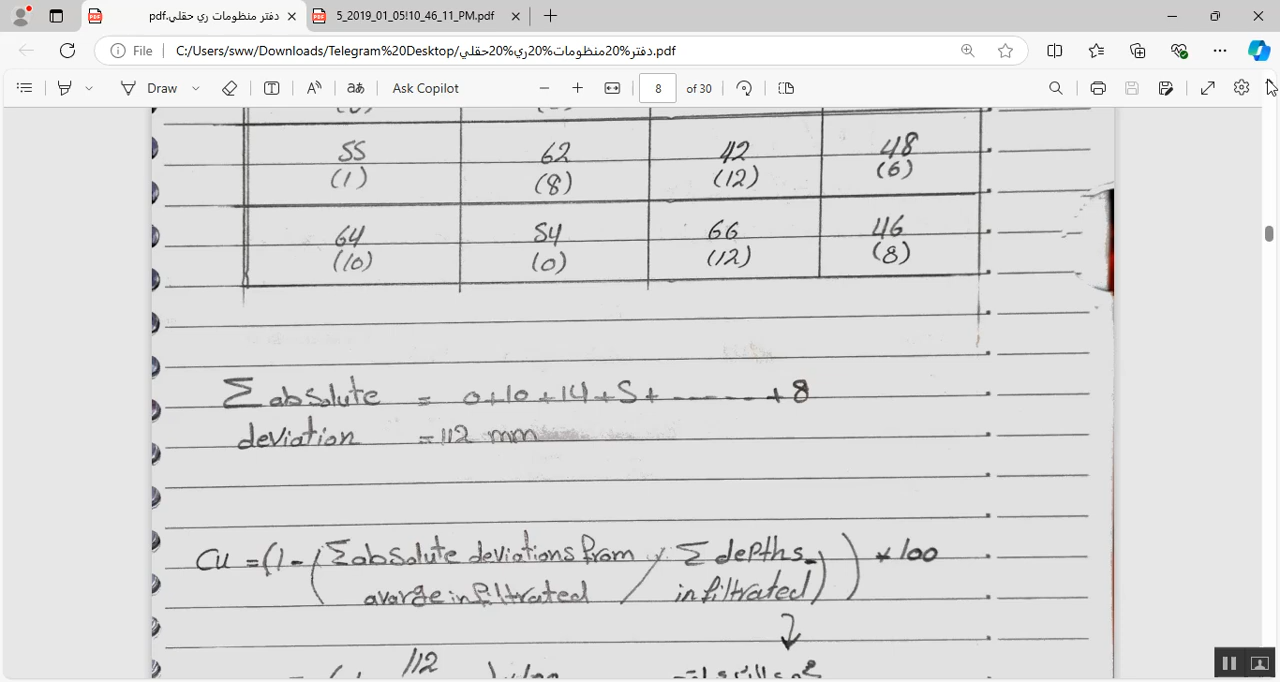 دفتر منظومات ري حقلي.pdf
5_2019_01_05!10_46_11_PM.pdf
File
C:/Users/sww/Downloads/Telegram%20Desktop/دفتر%20منظومات%20ري%20حقلي.pdf
Draw
Ask Copilot
8 of 30
55 62 42 48
(1) (8) (12) (6)
64 54 66 46
(10) (0) (12) (8)
Σ absolute = 0+10+14+5+ ------ +8
deviation = 112 mm
CU = (1 - (Σ absolute deviations from / Σ depths
avarge infiltrated infiltrated)) * 100
112